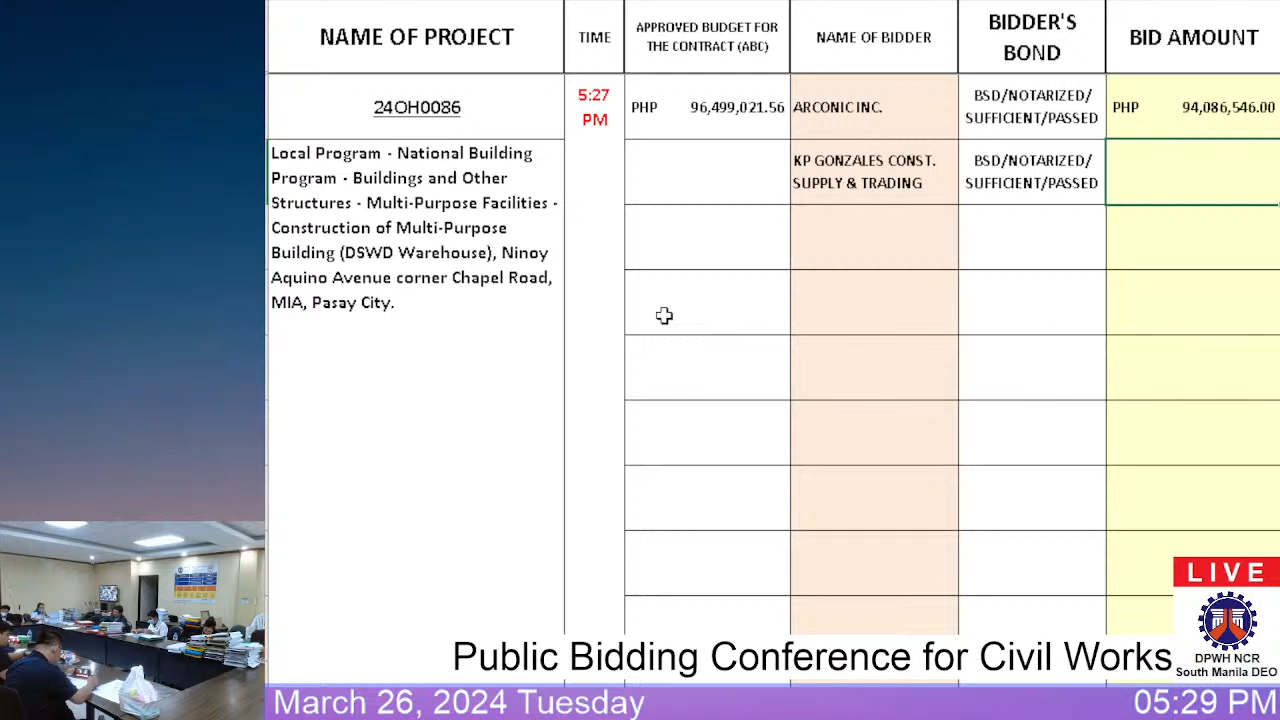 NAME OF PROJECT
TIME
APPROVED BUDGET FOR
THE CONTRACT (ABC)
NAME OF BIDDER
BIDDER'S
BOND
BID AMOUNT
24OH0086
5:27
PM
PHP 96,499,021.56
ARCONIC INC.
BSD/NOTARIZED/
SUFFICIENT/PASSED
PHP 94,086,546.00
Local Program - National Building
Program - Buildings and Other
Structures - Multi-Purpose Facilities -
Construction of Multi-Purpose
Building (DSWD Warehouse), Ninoy
Aquino Avenue corner Chapel Road,
MIA, Pasay City.
KP GONZALES CONST.
SUPPLY & TRADING
BSD/NOTARIZED/
SUFFICIENT/PASSED
LIVE
DPWH NCR
South Manila DEO
Public Bidding Conference for Civil Works
March 26, 2024 Tuesday
05:29 PM